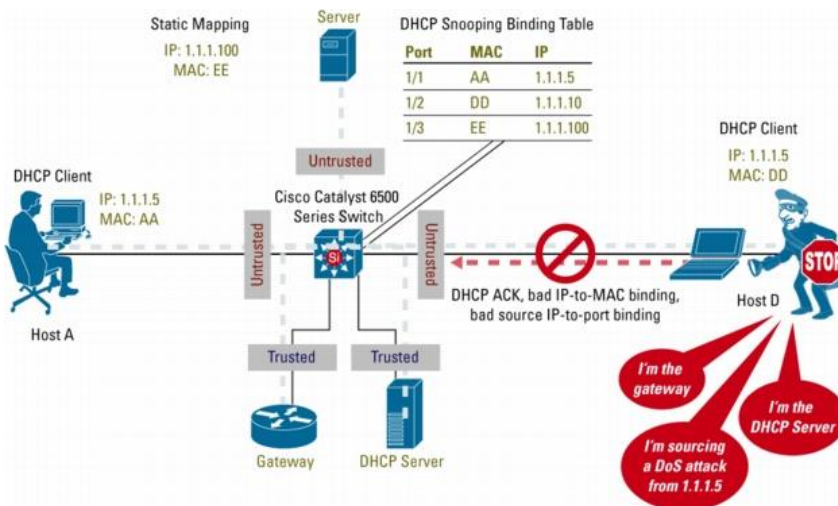 Static Mapping
IP: 1.1.1.100
MAC: EE
Server
DHCP Snooping Binding Table
Port MAC IP
1/1 AA 1.1.1.5
1/2 DD 1.1.1.10
1/3 EE 1.1.1.100
DHCP Client
IP: 1.1.1.5
MAC: DD
Untrusted
DHCP Client
IP: 1.1.1.5
MAC: AA
Cisco Catalyst 6500
Series Switch
Untrusted
Si
Untrusted
STOP
DHCP ACK, bad IP-to-MAC binding,
bad source IP-to-port binding
Host A
Host D
Trusted
Trusted
Gateway
DHCP Server
I'm the
gateway
I'm the
DHCP Server
I'm sourcing
a DoS attack
from 1.1.1.5